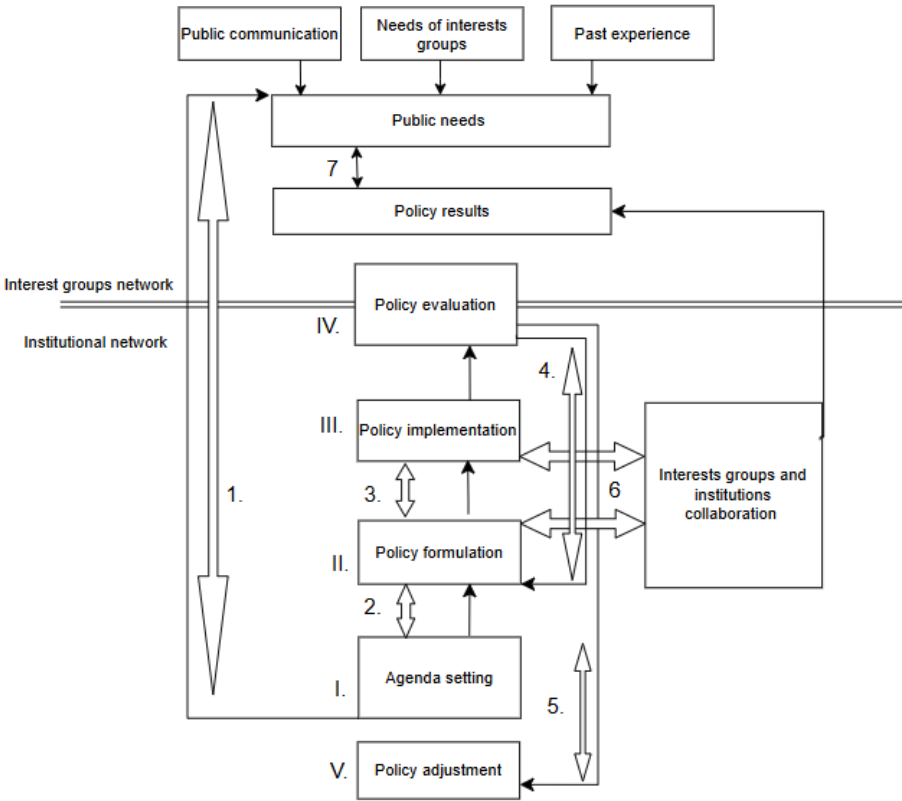 Public communication
Needs of interests
groups
Past experience
Public needs
7
Policy results
Interest groups network
Policy evaluation
IV.
Institutional network
4.
III.
Policy implementation
Interests groups and
institutions
collaboration
1.
3.
6
II.
Policy formulation
2.
I.
Agenda setting
5.
V.
Policy adjustment